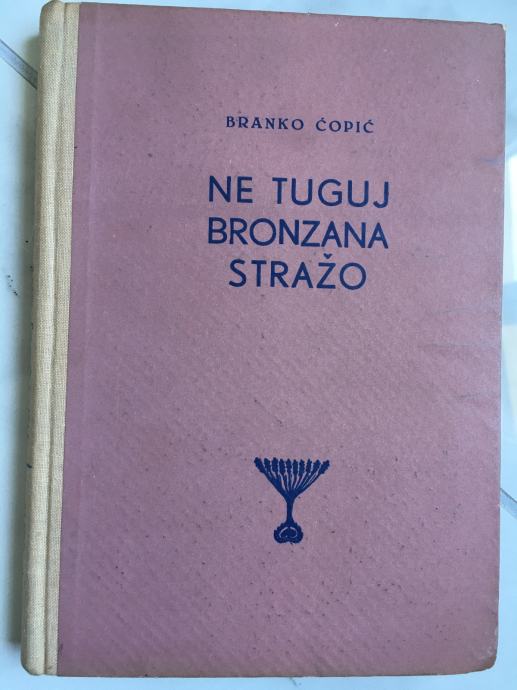 BRANKO ĆOPIĆ
NE TUGUJ
BRONZANA
STRAŽO